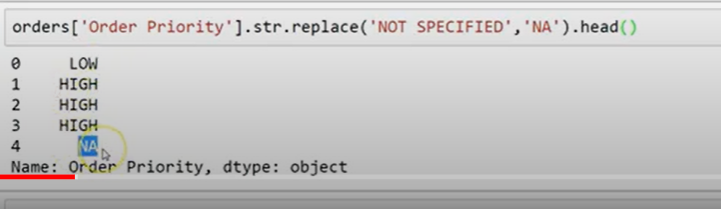 orders['Order Priority'].str.replace('NOT SPECIFIED','NA').head()
0 LOW
1 HIGH
2 HIGH
3 HIGH
4 NA
Name: Order Priority, dtype: object